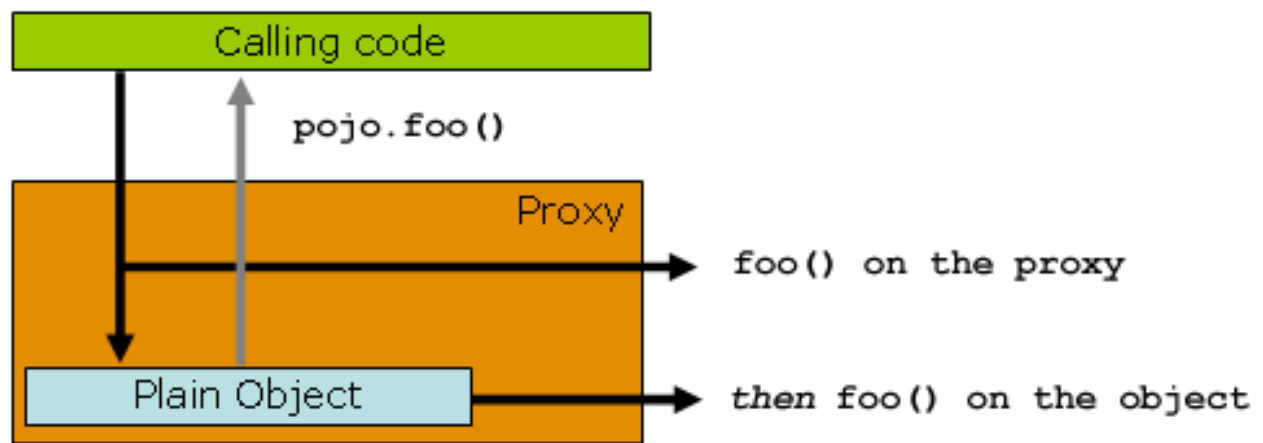 Calling code
pojo.foo()
Proxy
foo() on the proxy
Plain Object
then foo() on the object